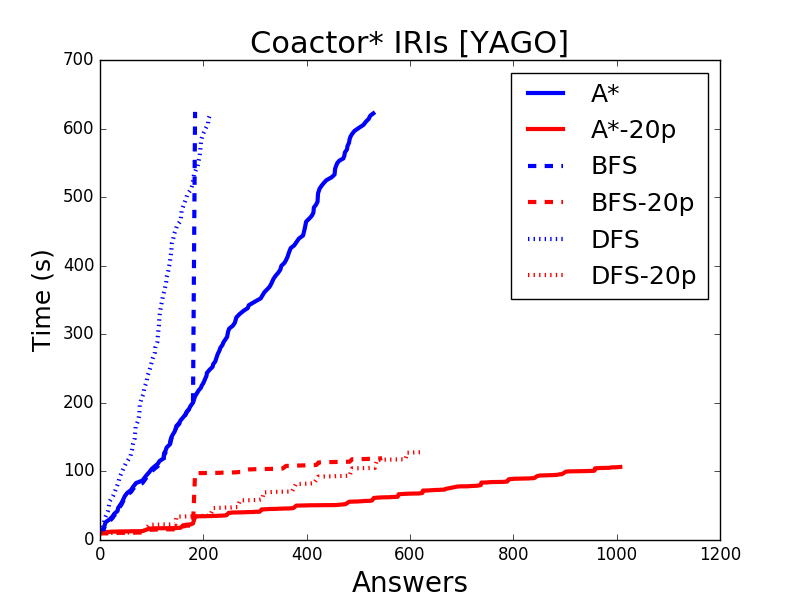 Coactor* IRIs [YAGO]
700
600
500
400
300
200
100
0
Time (s)
A*
A*-20p
BFS
BFS-20p
DFS
DFS-20p
0 200 400 600 800 1000 1200
Answers